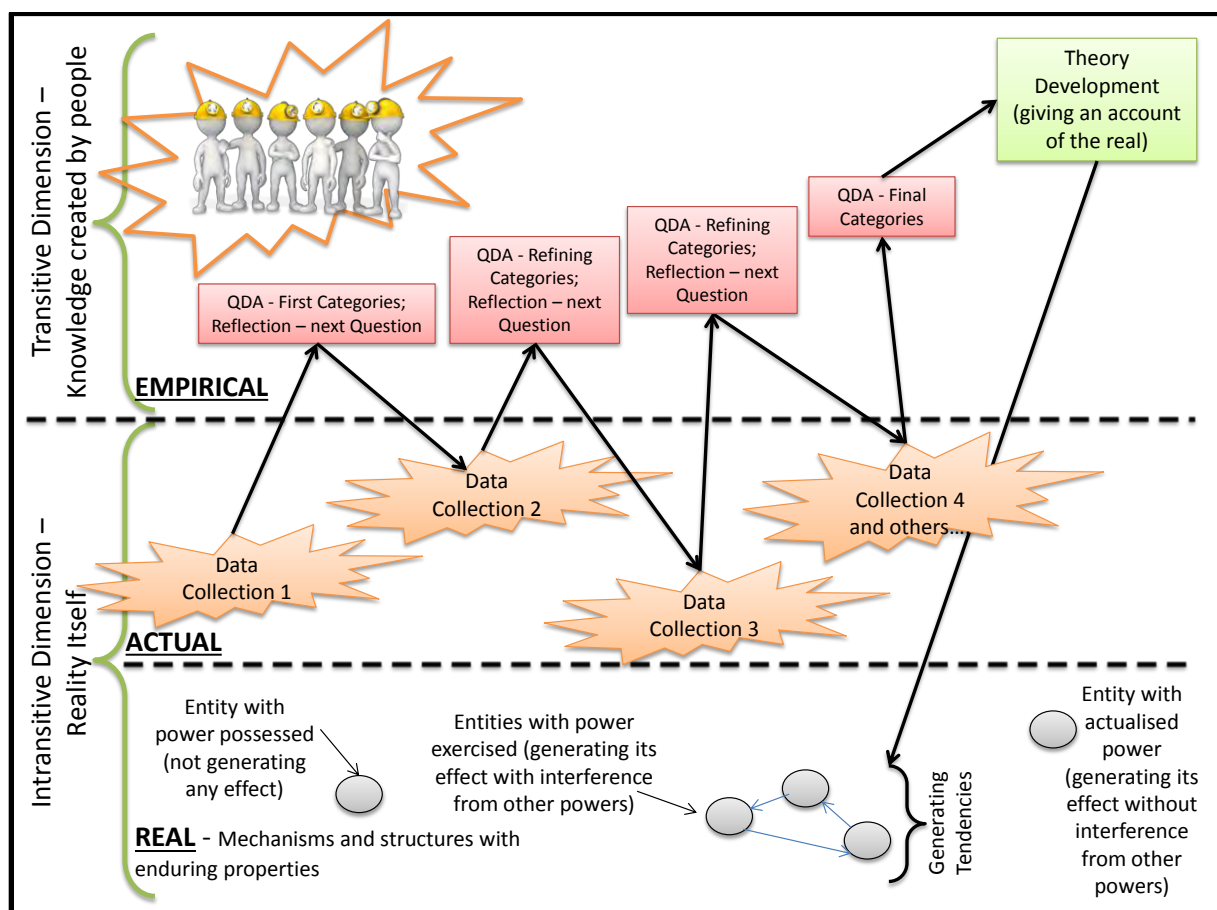 Transitive Dimension –
Knowledge created by people
Theory
Development
(giving an account
of the real)
QDA - Final
Categories
QDA - Refining
Categories;
Reflection – next
Question
QDA - Refining
Categories;
Reflection – next
Question
QDA - First Categories;
Reflection – next Question
EMPIRICAL
Intransitive Dimension –
Reality Itself
Data
Collection 1
Data
Collection 2
Data
Collection 3
Data
Collection 4
and others…
ACTUAL
Entity with
power possessed
(not generating
any effect)
Entities with power
exercised (generating its
effect with interference
from other powers)
Generating
Tendencies
Entity with
actualised
power
(generating its
effect without
interference
from other
powers)
REAL - Mechanisms and structures with
enduring properties